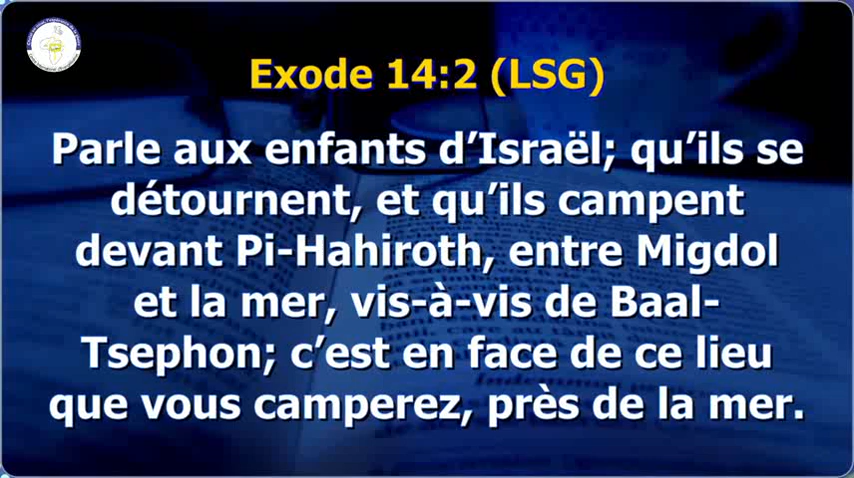 Exode 14:2 (LSG)
Parle aux enfants d’Israël; qu’ils se
détournent, et qu’ils campent
devant Pi-Hahiroth, entre Migdol
et la mer, vis-à-vis de Baal-
Tsephon; c’est en face de ce lieu
que vous camperez, près de la mer.